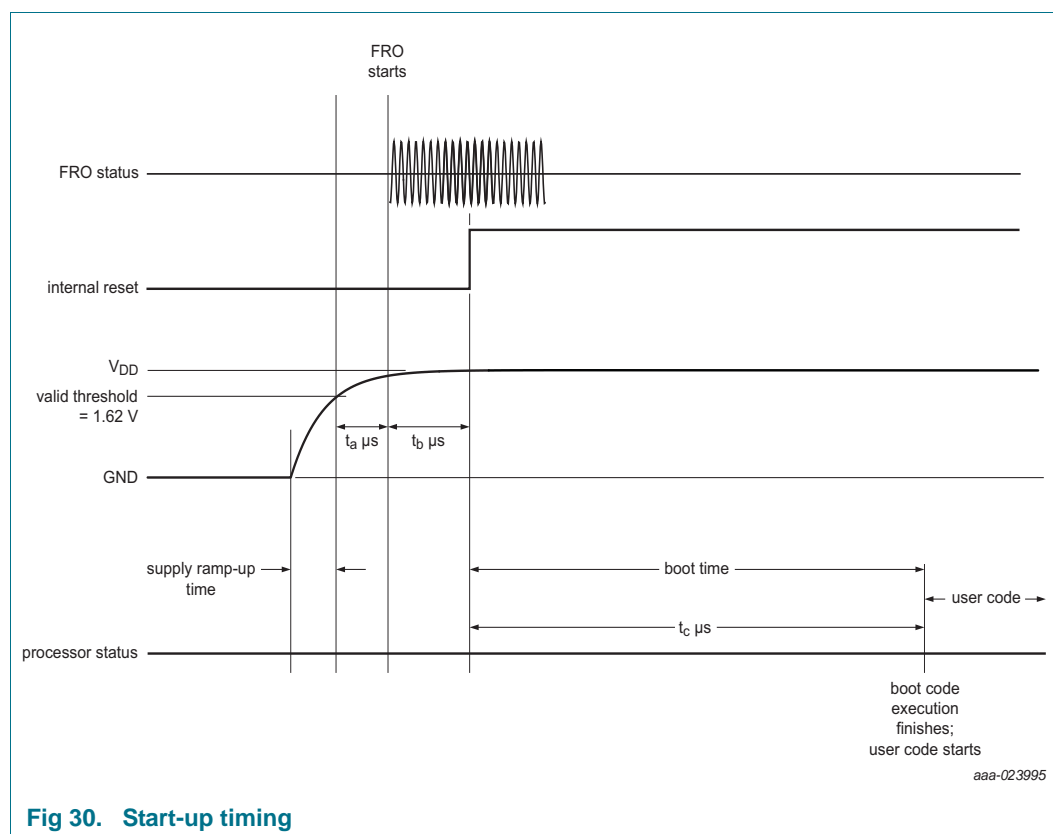 FRO
starts
FRO status
internal reset
VDD
valid threshold
= 1.62 V
ta μs
tb μs
GND
supply ramp-up
time
boot time
user code
tc μs
processor status
boot code
execution
finishes;
user code starts
aaa-023995
Fig 30. Start-up timing